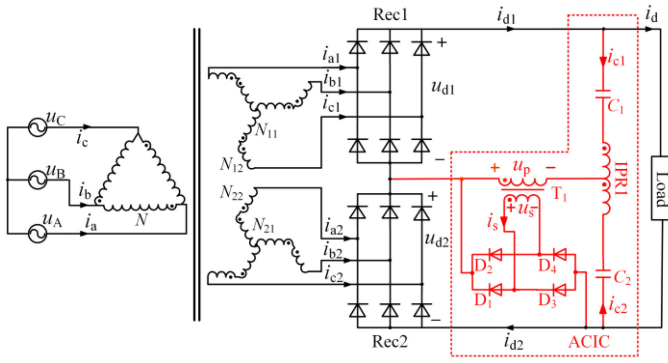 Rec1
i_d1
i_d
i_a1
i_b1
i_c1
+
u_d1
−
i_c1
C_1
u_C
i_c
N_11
N_12
u_B
i_b
N
u_A
i_a
+ u_p −
T_1
IPR1
Load
N_22
N_21
i_a2
i_b2
i_c2
+
u_d2
−
+ u_s −
i_s
D_2
D_4
D_1
D_3
C_2
i_c2
Rec2
i_d2
ACIC